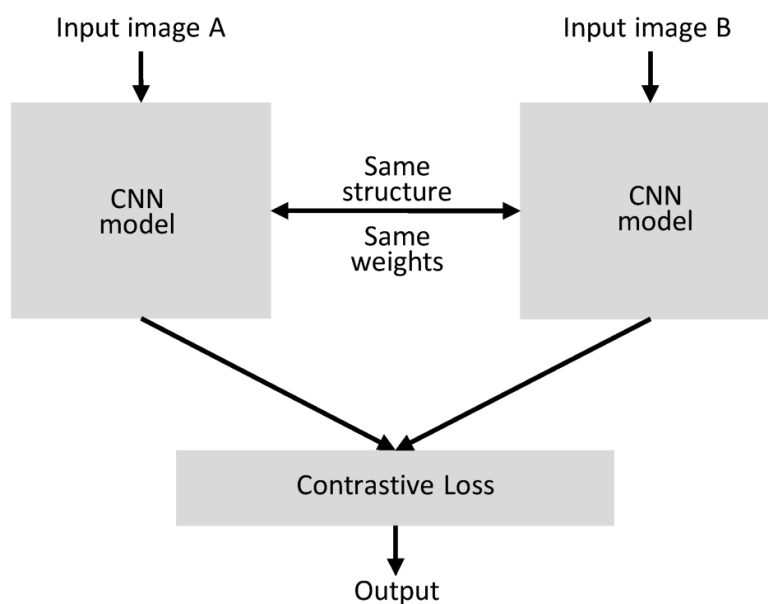 Input image A
Input image B
CNN
model
Same
structure
Same
weights
CNN
model
Contrastive Loss
Output